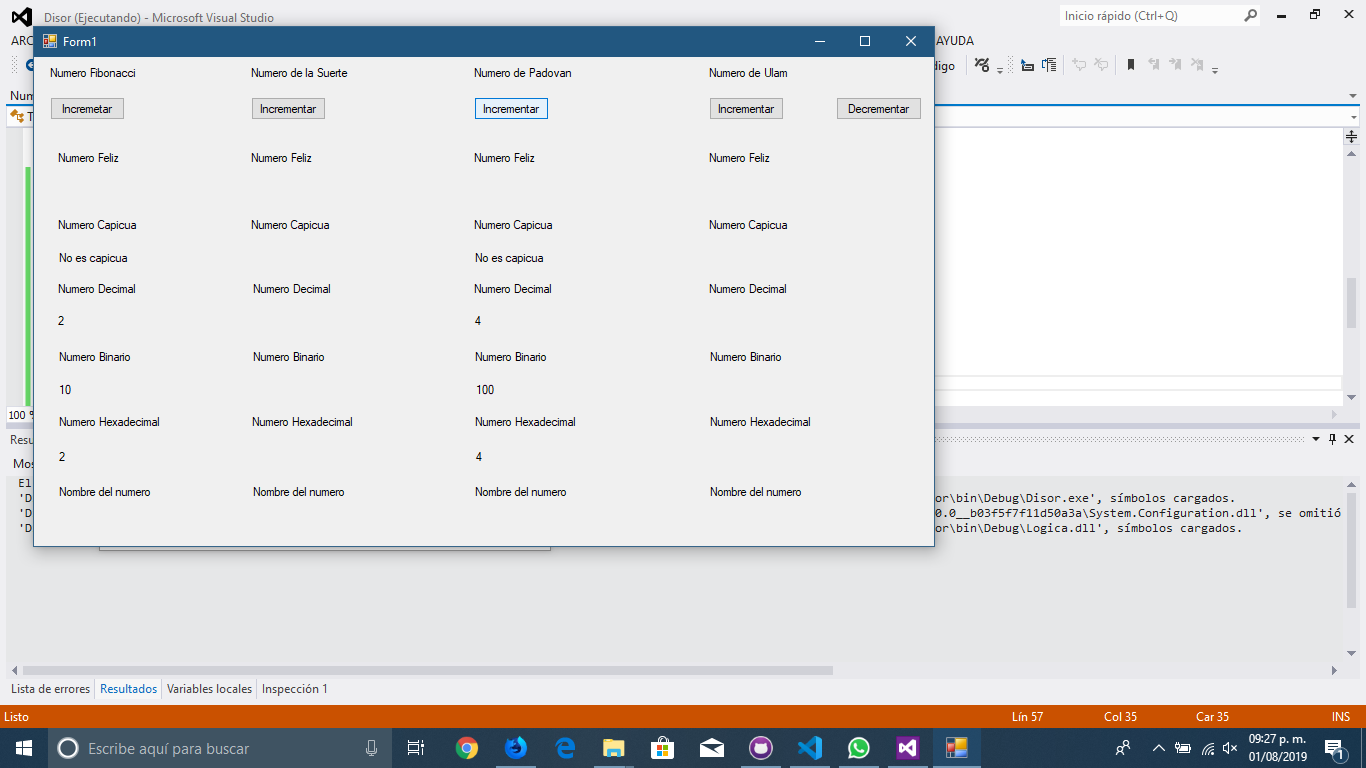 Disor (Ejecutando) - Microsoft Visual Studio
Inicio rápido (Ctrl+Q)
ARC
AYUDA
Form1
digo
Num
T
Numero Fibonacci
Numero de la Suerte
Numero de Padovan
Numero de Ulam
Incremetar
Incrementar
Incrementar
Incrementar
Decrementar
Numero Feliz
Numero Feliz
Numero Feliz
Numero Feliz
Numero Capicua
Numero Capicua
Numero Capicua
Numero Capicua
No es capicua
No es capicua
Numero Decimal
Numero Decimal
Numero Decimal
Numero Decimal
2
4
Numero Binario
Numero Binario
Numero Binario
Numero Binario
10
100
100 %
Numero Hexadecimal
Numero Hexadecimal
Numero Hexadecimal
Numero Hexadecimal
Resu
2
4
Mos
El
Nombre del numero
Nombre del numero
Nombre del numero
Nombre del numero
'D
or\bin\Debug\Disor.exe', símbolos cargados.
'D
0.0__b03f5f7f11d50a3a\System.Configuration.dll', se omitió
'D
or\bin\Debug\Logica.dll', símbolos cargados.
Lista de errores
Resultados
Variables locales
Inspección 1
Listo
Lín 57
Col 35
Car 35
INS
Escribe aquí para buscar
09:27 p. m.
01/08/2019
1